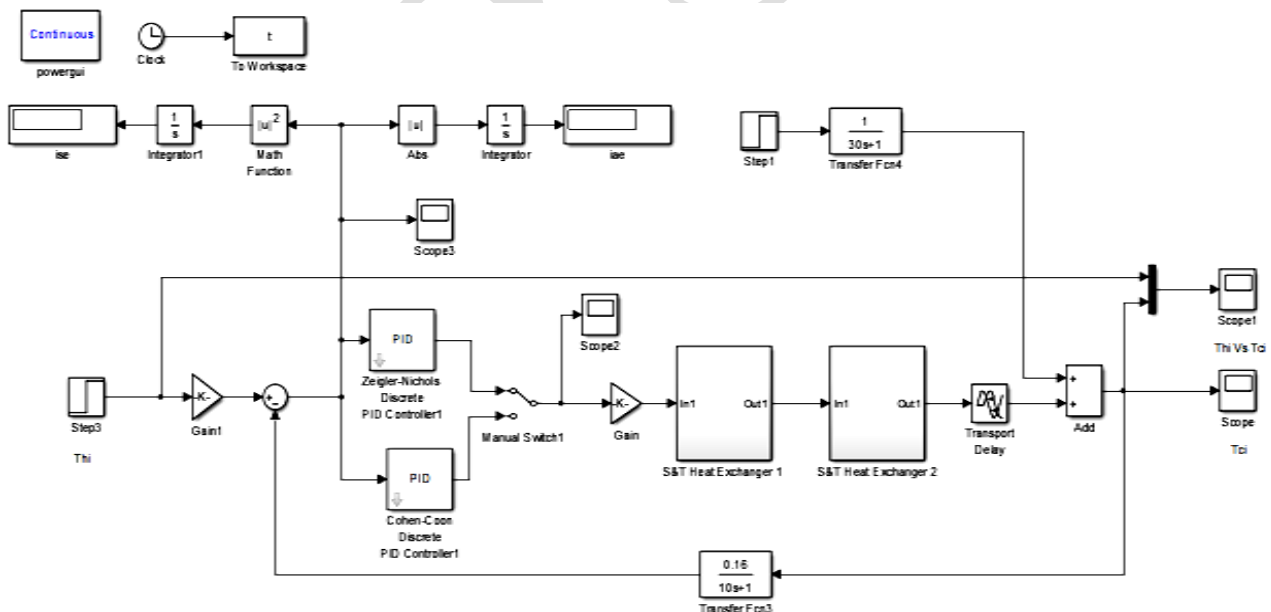 Continuous
powergui
Clock
t
To Workspace
ise
1
s
Integrator1
|u|²
Math
Function
|u|
Abs
1
s
Integrator
iae
Step1
1
30s+1
Transfer Fcn4
Scope3
Scope1
Thi Vs Tci
PID
Zeigler-Nichols
Discrete
PID Controller1
Scope2
Step3
Thi
-K-
Gain1
+
-
Manual Switch1
-K-
Gain
In1
Out1
S&T Heat Exchanger 1
In1
Out1
S&T Heat Exchanger 2
Transport
Delay
+
+
Add
Scope
Tci
PID
Cohen-Coon
Discrete
PID Controller1
0.16
10s+1
Transfer Fcn3